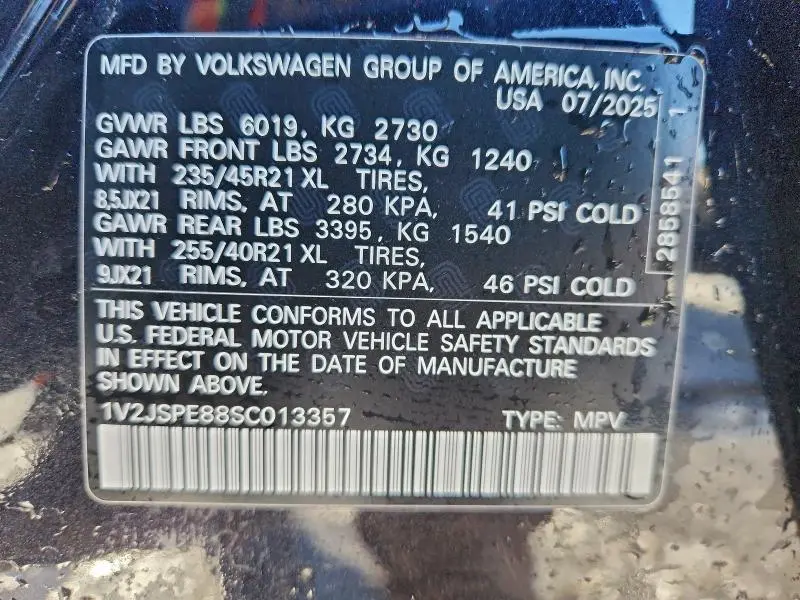 MFD BY VOLKSWAGEN GROUP OF AMERICA, INC.
USA 07/2025
GVWR LBS 6019, KG 2730
GAWR FRONT LBS 2734, KG 1240
WITH 235/45R21 XL TIRES,
8,5JX21 RIMS, AT 280 KPA, 41 PSI COLD
GAWR REAR LBS 3395, KG 1540
WITH 255/40R21 XL TIRES,
9JX21 RIMS, AT 320 KPA, 46 PSI COLD
THIS VEHICLE CONFORMS TO ALL APPLICABLE
U.S. FEDERAL MOTOR VEHICLE SAFETY STANDARDS
IN EFFECT ON THE DATE OF MANUFACTURE
SHOWN ABOVE.
1V2JSPE88SC013357 TYPE: MPV
2858541 1